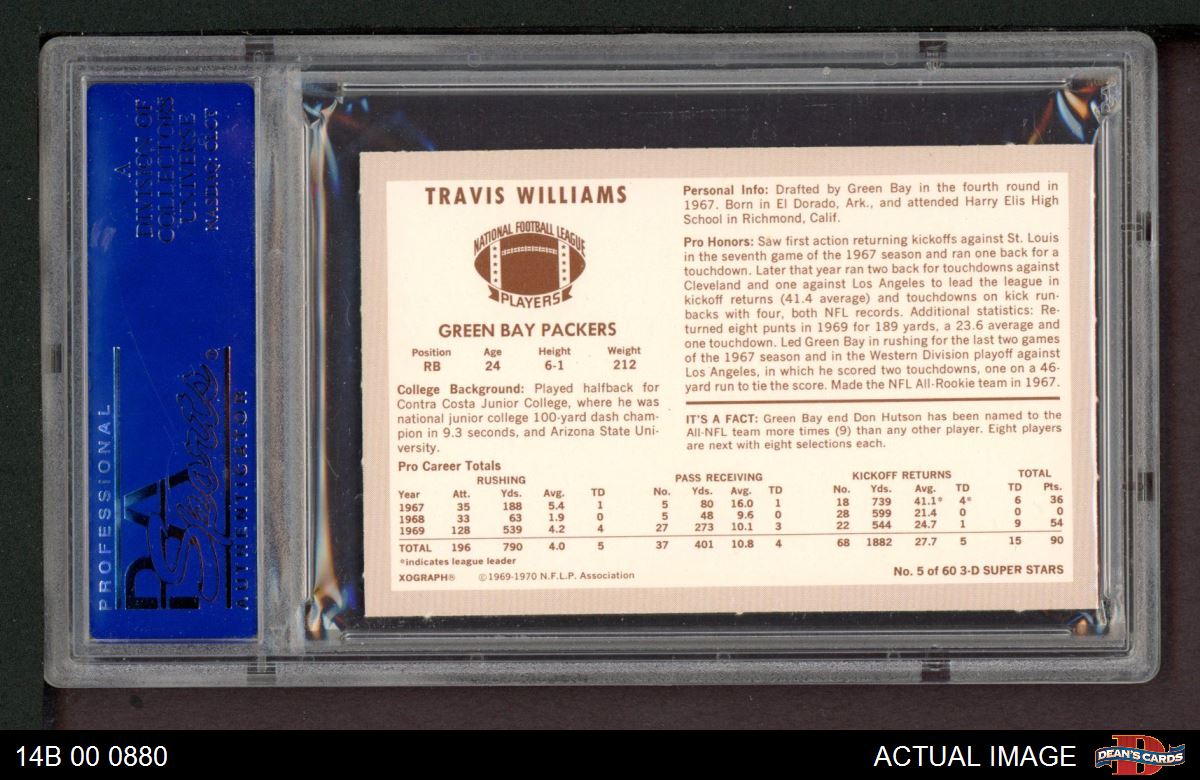 A
DIVISION OF
COLLECTORS
UNIVERSE
NASDAQ: CLCT
PROFESSIONAL
PSA
Sports
AUTHENTICATOR
TRAVIS WILLIAMS
NATIONAL FOOTBALL LEAGUE
PLAYERS
GREEN BAY PACKERS
Position Age Height Weight
RB 24 6-1 212
College Background: Played halfback for
Contra Costa Junior College, where he was
national junior college 100-yard dash cham-
pion in 9.3 seconds, and Arizona State Uni-
versity.
Personal Info: Drafted by Green Bay in the fourth round in
1967. Born in El Dorado, Ark., and attended Harry Elis High
School in Richmond, Calif.
Pro Honors: Saw first action returning kickoffs against St. Louis
in the seventh game of the 1967 season and ran one back for a
touchdown. Later that year ran two back for touchdowns against
Cleveland and one against Los Angeles to lead the league in
kickoff returns (41.4 average) and touchdowns on kick run-
backs with four, both NFL records. Additional statistics: Re-
turned eight punts in 1969 for 189 yards, a 23.6 average and
one touchdown. Led Green Bay in rushing for the last two games
of the 1967 season and in the Western Division playoff against
Los Angeles, in which he scored two touchdowns, one on a 46-
yard run to tie the score. Made the NFL All-Rookie team in 1967.
IT'S A FACT: Green Bay end Don Hutson has been named to the
All-NFL team more times (9) than any other player. Eight players
are next with eight selections each.
Pro Career Totals
RUSHING PASS RECEIVING KICKOFF RETURNS TOTAL
Year Att. Yds. Avg. TD No. Yds. Avg. TD No. Yds. Avg. TD TD Pts.
1967 35 188 5.4 1 5 80 16.0 1 18 739 41.1* 4* 6 36
1968 33 63 1.9 0 5 48 9.6 0 28 599 21.4 0 0 0
1969 128 539 4.2 4 27 273 10.1 3 22 544 24.7 1 9 54
TOTAL 196 790 4.0 5 37 401 10.8 4 68 1882 27.7 5 15 90
*indicates league leader
XOGRAPH® ©1969-1970 N.F.L.P. Association
No. 5 of 60 3-D SUPER STARS
14B 00 0880
ACTUAL IMAGE
D
DEAN'S CARDS